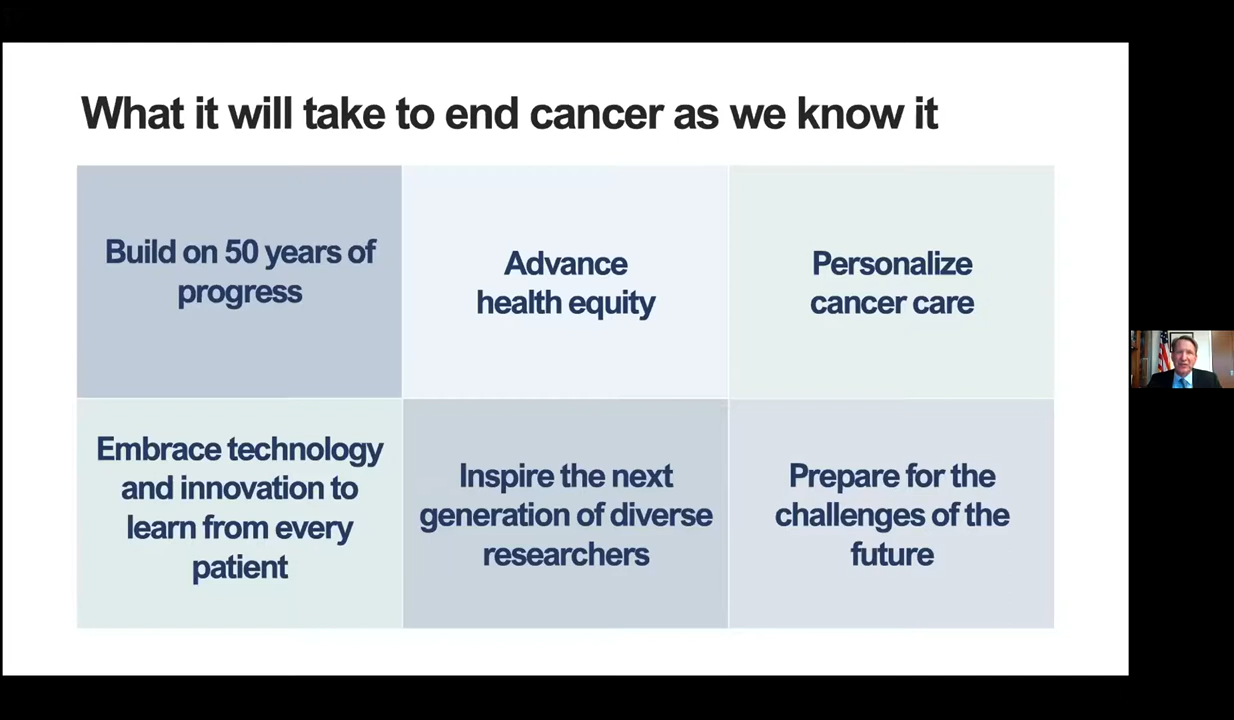 What it will take to end cancer as we know it
Build on 50 years of
progress
Advance
health equity
Personalize
cancer care
Embrace technology
and innovation to
learn from every
patient
Inspire the next
generation of diverse
researchers
Prepare for the
challenges of the
future